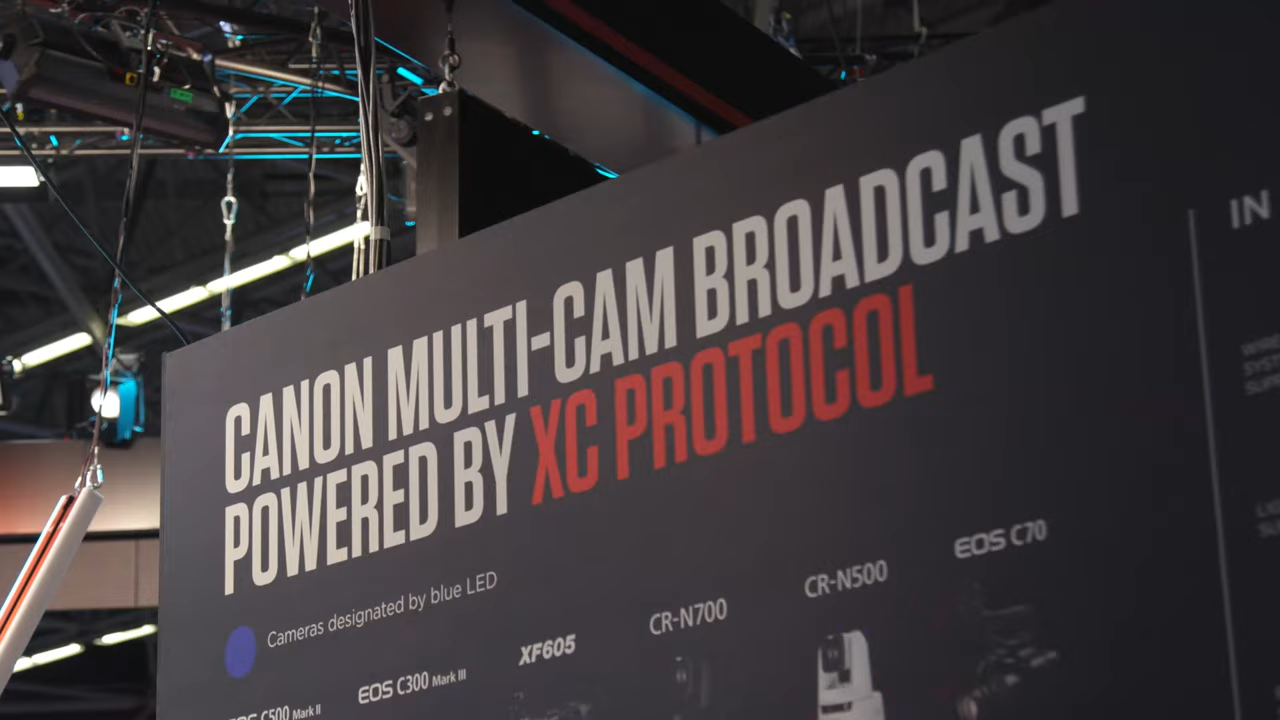 CANON MULTI-CAM BROADCAST
POWERED BY XC PROTOCOL
Cameras designated by blue LED
EOS C500 Mark II
EOS C300 Mark III
XF605
CR-N700
CR-N500
EOS C70
IN